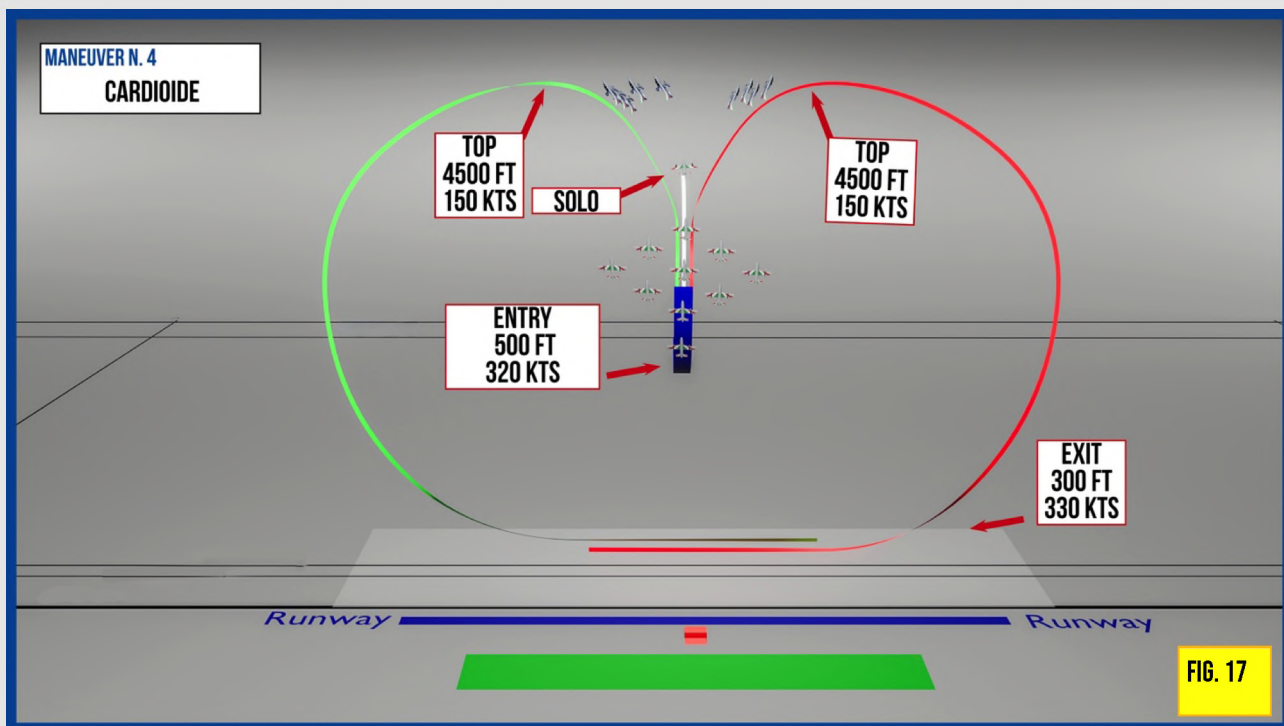 MANEUVER N. 4
CARDIOIDE
TOP
4500 FT
150 KTS
SOLO
TOP
4500 FT
150 KTS
ENTRY
500 FT
320 KTS
EXIT
300 FT
330 KTS
Runway
Runway
FIG. 17